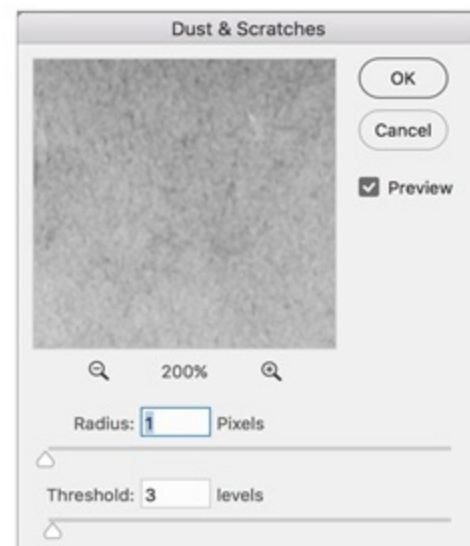 Dust & Scratches
OK
Cancel
Preview
200%
Radius: 1 Pixels
Threshold: 3 levels